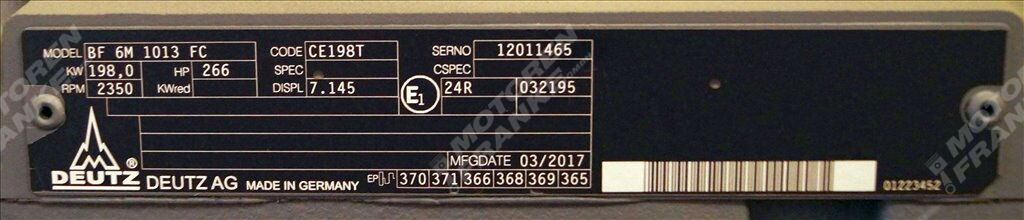 MODEL BF 6M 1013 FC CODE CE198T SERNO 12011465
KW 198,0 HP 266 SPEC CSPEC
RPM 2350 KWred DISPL 7.145 E1 24R 032195
MFGDATE 03/2017
DEUTZ ® DEUTZ AG MADE IN GERMANY EP 370 371 366 368 369 365
01223452
MOTOREN FRANKE